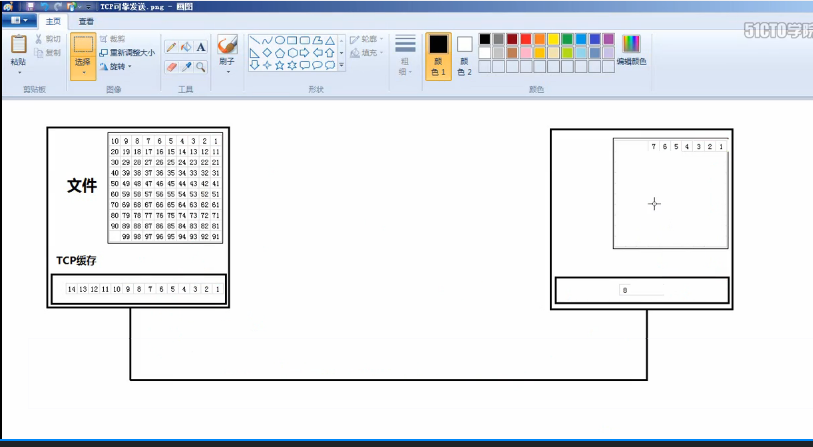 TCP可靠发送.png - 画图
51CTO学院
主页 查看
粘贴
剪切
复制
剪贴板
选择
裁剪
重新调整大小
旋转
图像
A
工具
刷子
形状
轮廓
填充
粗细
颜色 1
颜色 2
颜色
编辑颜色
文件
10 9 8 7 6 5 4 3 2 1
20 19 18 17 16 15 14 13 12 11
30 29 28 27 26 25 24 23 22 21
40 39 38 37 36 35 34 33 32 31
50 49 48 47 46 45 44 43 42 41
60 59 58 57 56 55 54 53 52 51
70 69 68 67 66 65 64 63 62 61
80 79 78 77 76 75 74 73 72 71
90 89 88 87 86 85 84 83 82 81
99 98 97 96 95 94 93 92 91
TCP缓存
14 13 12 11 10 9 8 7 6 5 4 3 2 1
7 6 5 4 3 2 1
8